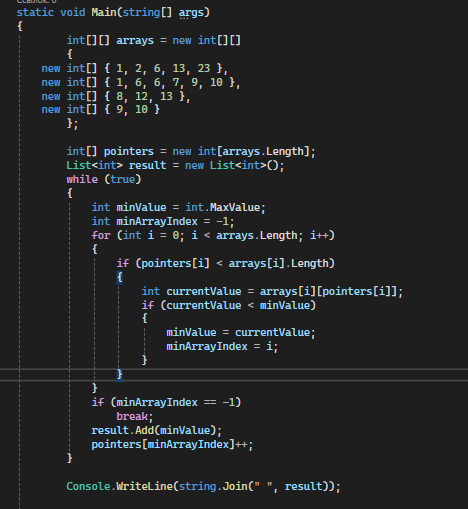 Ссылок: 0
static void Main(string[] args)
{
int[][] arrays = new int[][]
{
new int[] { 1, 2, 6, 13, 23 },
new int[] { 1, 6, 6, 7, 9, 10 },
new int[] { 8, 12, 13 },
new int[] { 9, 10 }
};
int[] pointers = new int[arrays.Length];
List<int> result = new List<int>();
while (true)
{
int minValue = int.MaxValue;
int minArrayIndex = -1;
for (int i = 0; i < arrays.Length; i++)
{
if (pointers[i] < arrays[i].Length)
{
int currentValue = arrays[i][pointers[i]];
if (currentValue < minValue)
{
minValue = currentValue;
minArrayIndex = i;
}
}
}
if (minArrayIndex == -1)
break;
result.Add(minValue);
pointers[minArrayIndex]++;
}
Console.WriteLine(string.Join(" ", result));